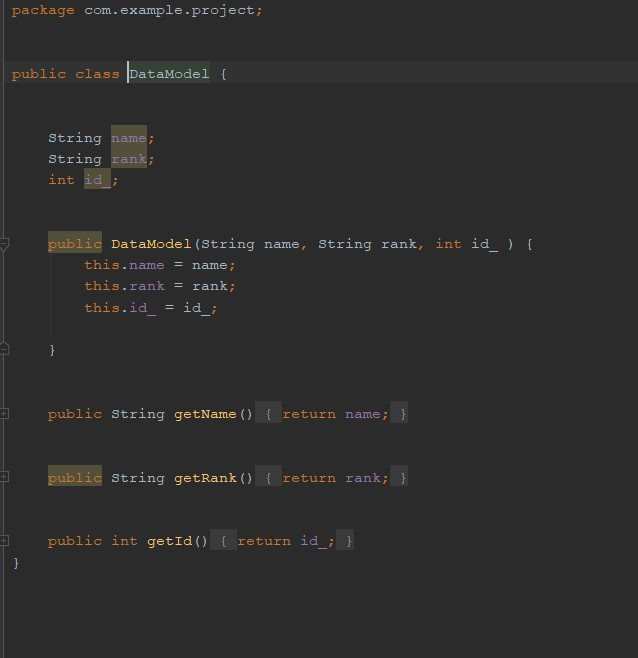 package com.example.project;
public class DataModel {
String name;
String rank;
int id_;
public DataModel(String name, String rank, int id_ ) {
this.name = name;
this.rank = rank;
this.id_ = id_;
}
public String getName() { return name; }
public String getRank() { return rank; }
public int getId() { return id_; }
}